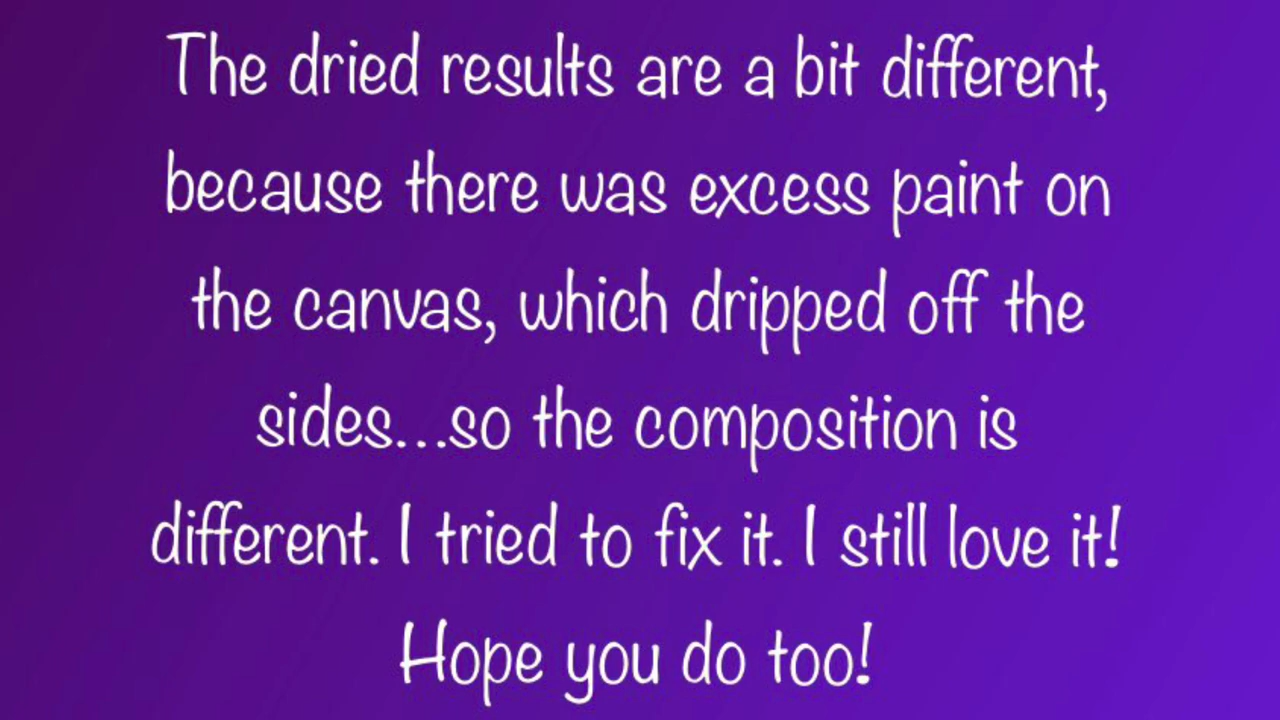 The dried results are a bit different,
because there was excess paint on
the canvas, which dripped off the
sides...so the composition is
different. I tried to fix it. I still love it!
Hope you do too!